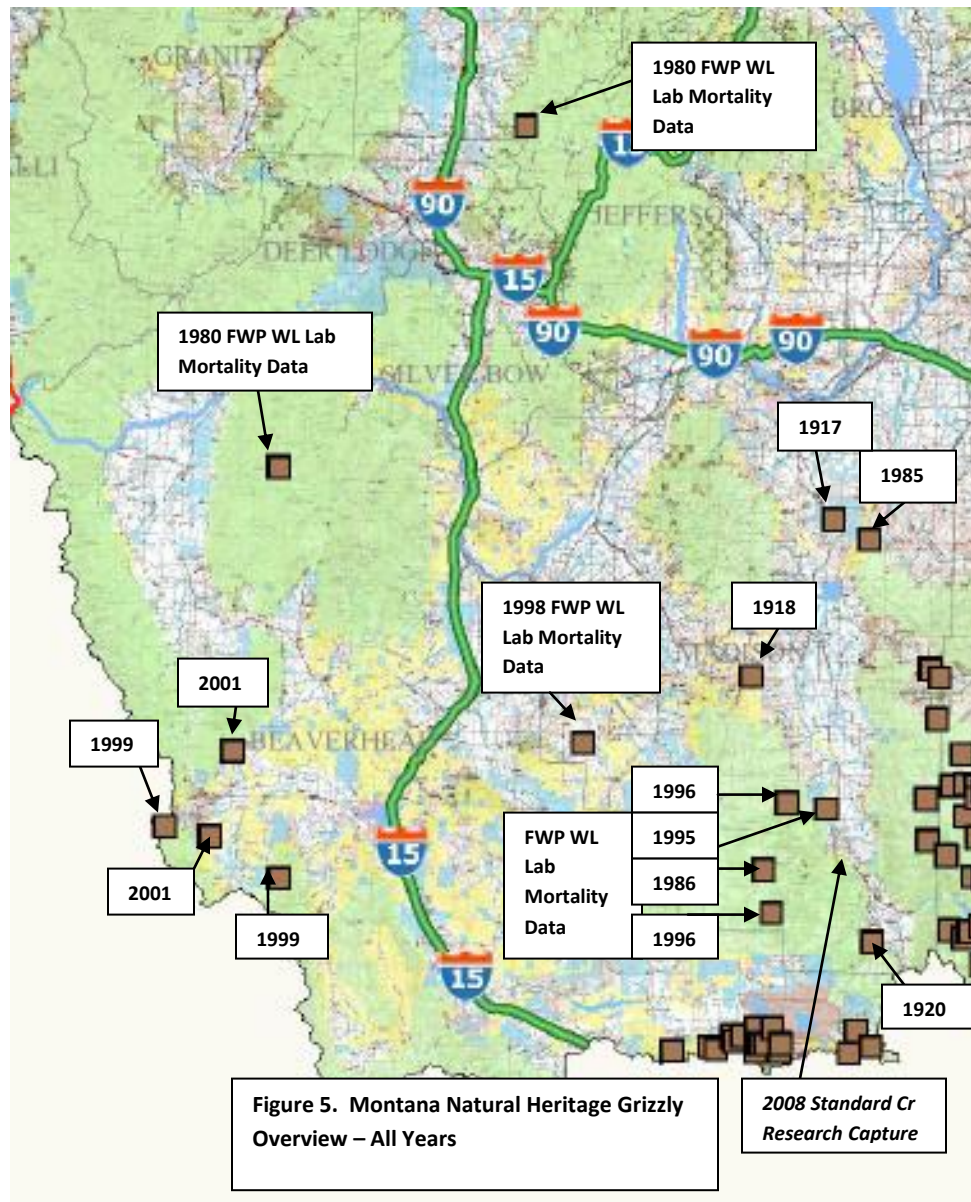 GRANITE
1980 FWP WL
Lab Mortality
Data
90
JEFFERSON
DEER LODGE
15
90
90
90
1980 FWP WL Lab
Mortality Data
SILVER BOW
1917
1985
1998 FWP WL
Lab Mortality
Data
1918
2001
BEAVERHEAD
1999
1996
FWP WL
Lab
Mortality
Data
1995
15
1986
2001
1996
1999
15
1920
Figure 5. Montana Natural Heritage Grizzly
Overview – All Years
2008 Standard Cr
Research Capture